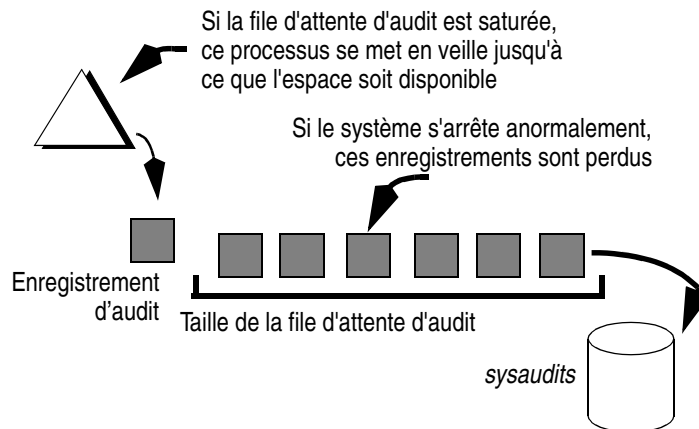 Si la file d'attente d'audit est saturée,
ce processus se met en veille jusqu'à
ce que l'espace soit disponible
Si le système s'arrête anormalement,
ces enregistrements sont perdus
Enregistrement
d'audit
Taille de la file d'attente d'audit
sysaudits